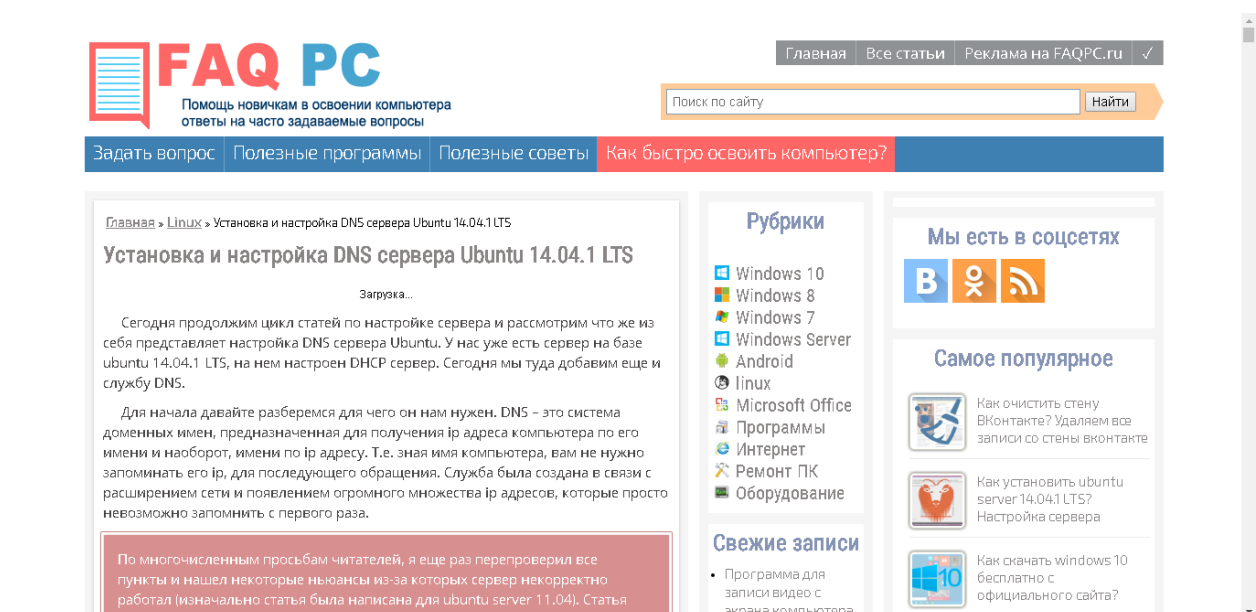 FAQ PC
Помощь новичкам в освоении компьютера
ответы на часто задаваемые вопросы
Главная Все статьи Реклама на FAQPC.ru ✓
Поиск по сайту Найти
Задать вопрос Полезные программы Полезные советы Как быстро освоить компьютер?
Главная » Linux » Установка и настройка DNS сервера Ubuntu 14.04.1 LTS
Установка и настройка DNS сервера Ubuntu 14.04.1 LTS
Загрузка...
Сегодня продолжим цикл статей по настройке сервера и рассмотрим что же из
себя представляет настройка DNS сервера Ubuntu. У нас уже есть сервер на базе
ubuntu 14.04.1 LTS, на нем настроен DHCP сервер. Сегодня мы туда добавим еще и
службу DNS.
Для начала давайте разберемся для чего он нам нужен. DNS – это система
доменных имен, предназначенная для получения ip адреса компьютера по его
имени и наоборот, имени по ip адресу. Т.е. зная имя компьютера, вам не нужно
запоминать его ip, для последующего обращения. Служба была создана в связи с
расширением сети и появлением огромного множества ip адресов, которые просто
невозможно запомнить с первого раза.
По многочисленным просьбам читателей, я еще раз перепроверил все
пункты и нашел некоторые ньюансы из-за которых сервер некорректно
работал (изначально статья была написана для ubuntu server 11.04). Статья
Рубрики
Windows 10
Windows 8
Windows 7
Windows Server
Android
linux
Microsoft Office
Программы
Интернет
Ремонт ПК
Оборудование
Свежие записи
Программа для
записи видео с
экрана компьютера
Мы есть в соцсетях
В
Самое популярное
Как очистить стену
ВКонтакте? Удаляем все
записи со стены вконтакте
Как установить ubuntu
server 14.04.1 LTS?
Настройка сервера
10
Как скачать windows 10
бесплатно с
официального сайта?